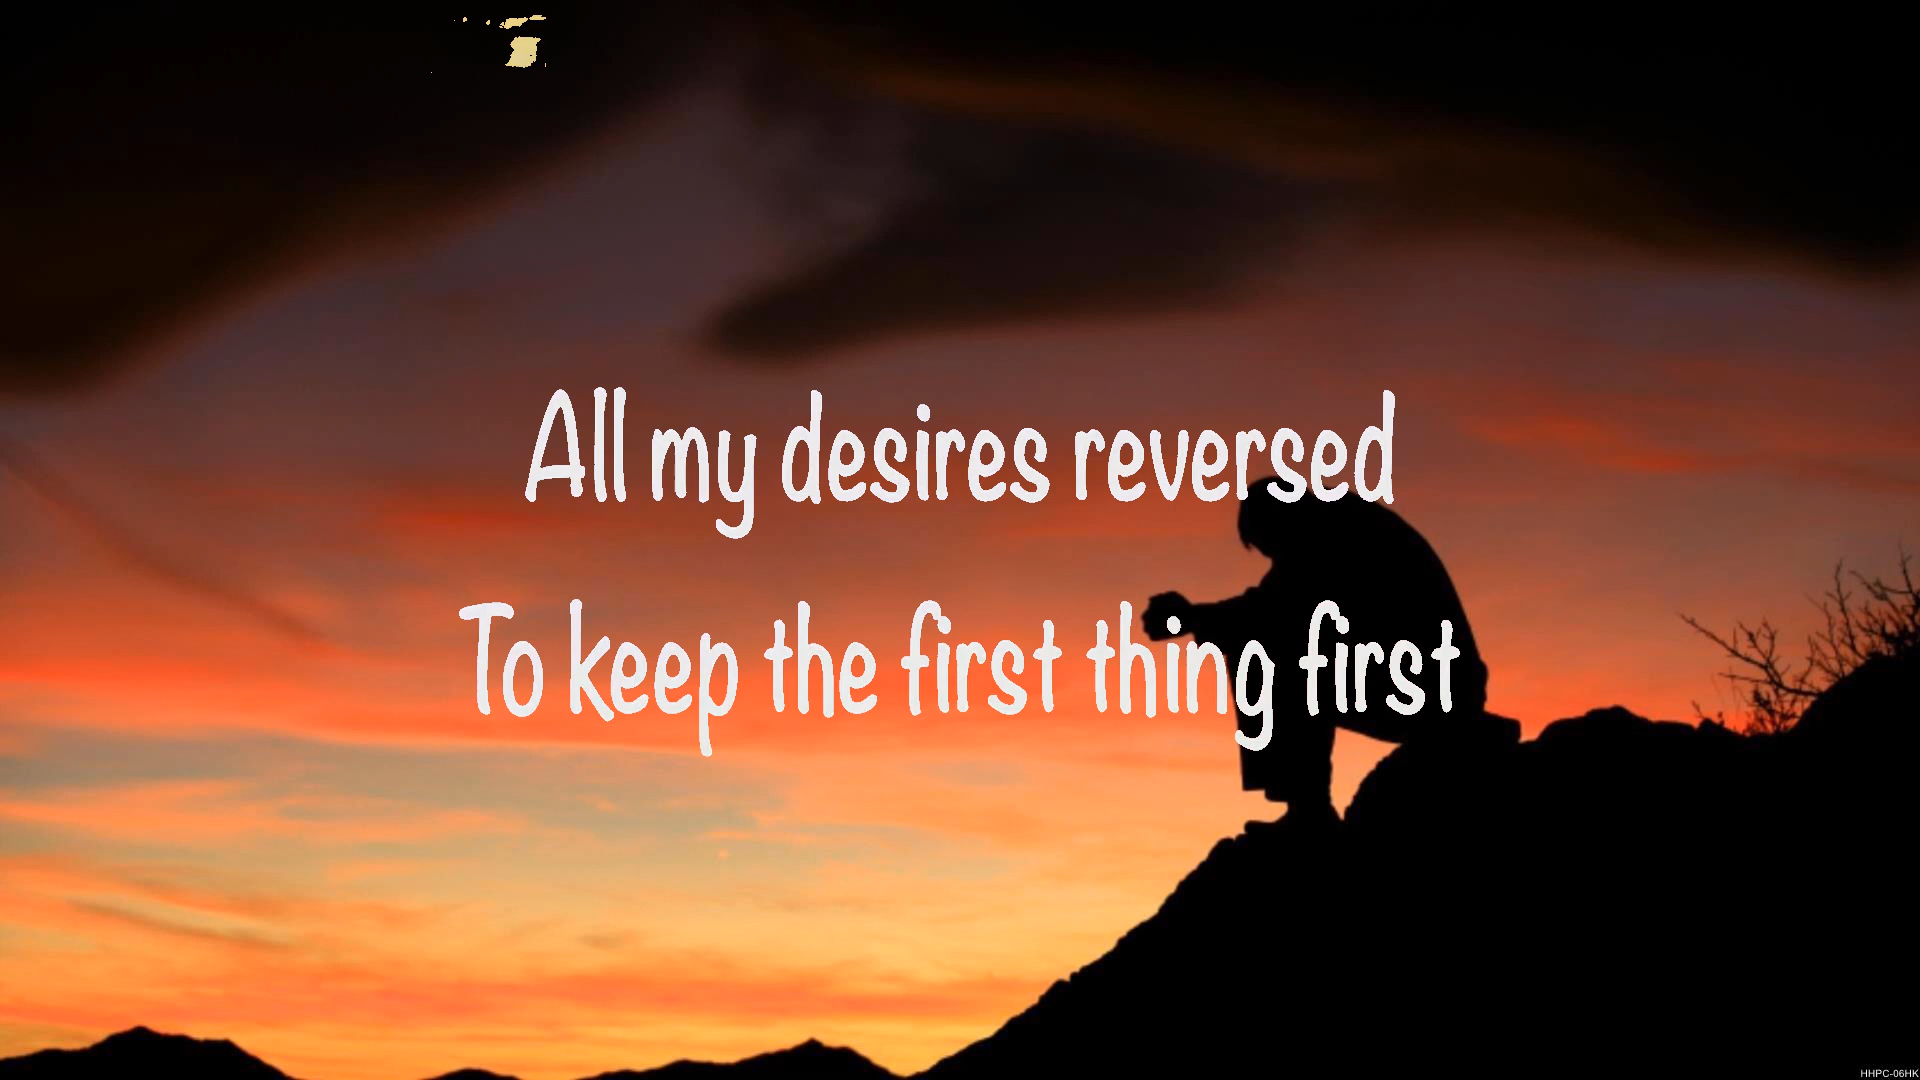 All my desires reversed
To keep the first thing first
HHPC-06HK